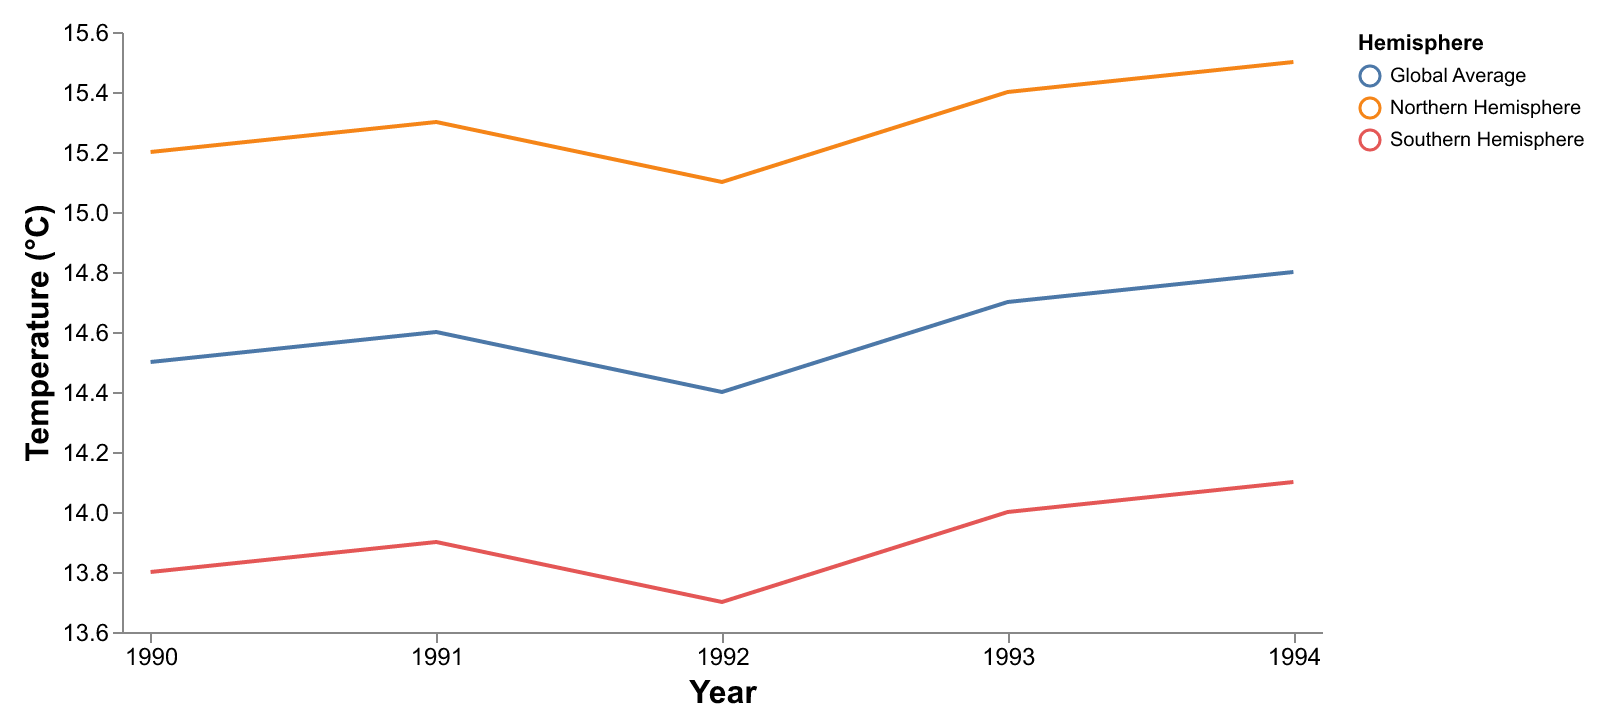 Temperature (°C)
15.6
15.4
15.2
15.0
14.8
14.6
14.4
14.2
14.0
13.8
13.6
1990 1991 1992 1993 1994
Year
Hemisphere
Global Average
Northern Hemisphere
Southern Hemisphere